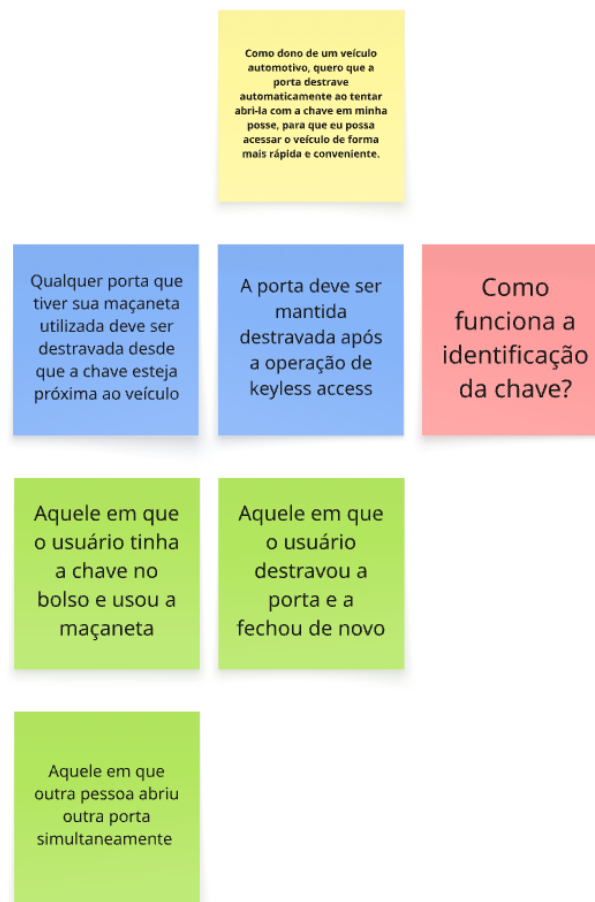 Como dono de um veículo
automotivo, quero que a
porta destrave
automaticamente ao tentar
abri-la com a chave em minha
posse, para que eu possa
acessar o veículo de forma
mais rápida e conveniente.
Qualquer porta que
tiver sua maçaneta
utilizada deve ser
destravada desde
que a chave esteja
próxima ao veículo
A porta deve ser
mantida
destravada após
a operação de
keyless access
Como
funciona a
identificação
da chave?
Aquele em que
o usuário tinha
a chave no
bolso e usou a
maçaneta
Aquele em que
o usuário
destravou a
porta e a
fechou de novo
Aquele em que
outra pessoa abriu
outra porta
simultaneamente